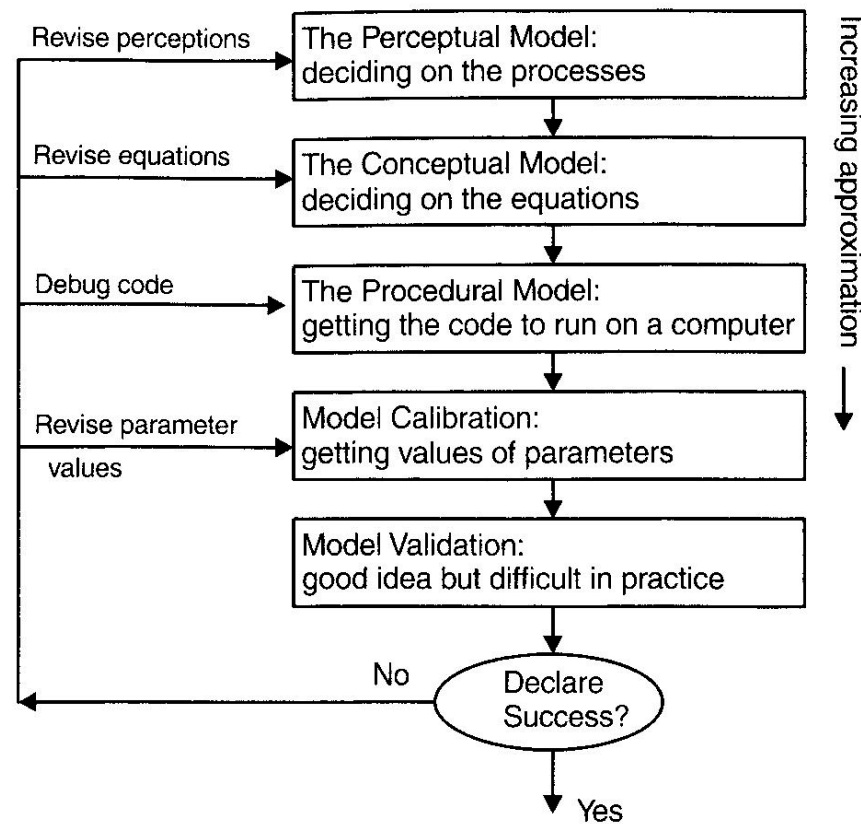 Revise perceptions
The Perceptual Model:
deciding on the processes
Revise equations
The Conceptual Model:
deciding on the equations
Debug code
The Procedural Model:
getting the code to run on a computer
Revise parameter
values
Model Calibration:
getting values of parameters
Model Validation:
good idea but difficult in practice
No
Declare
Success?
Yes
Increasing approximation